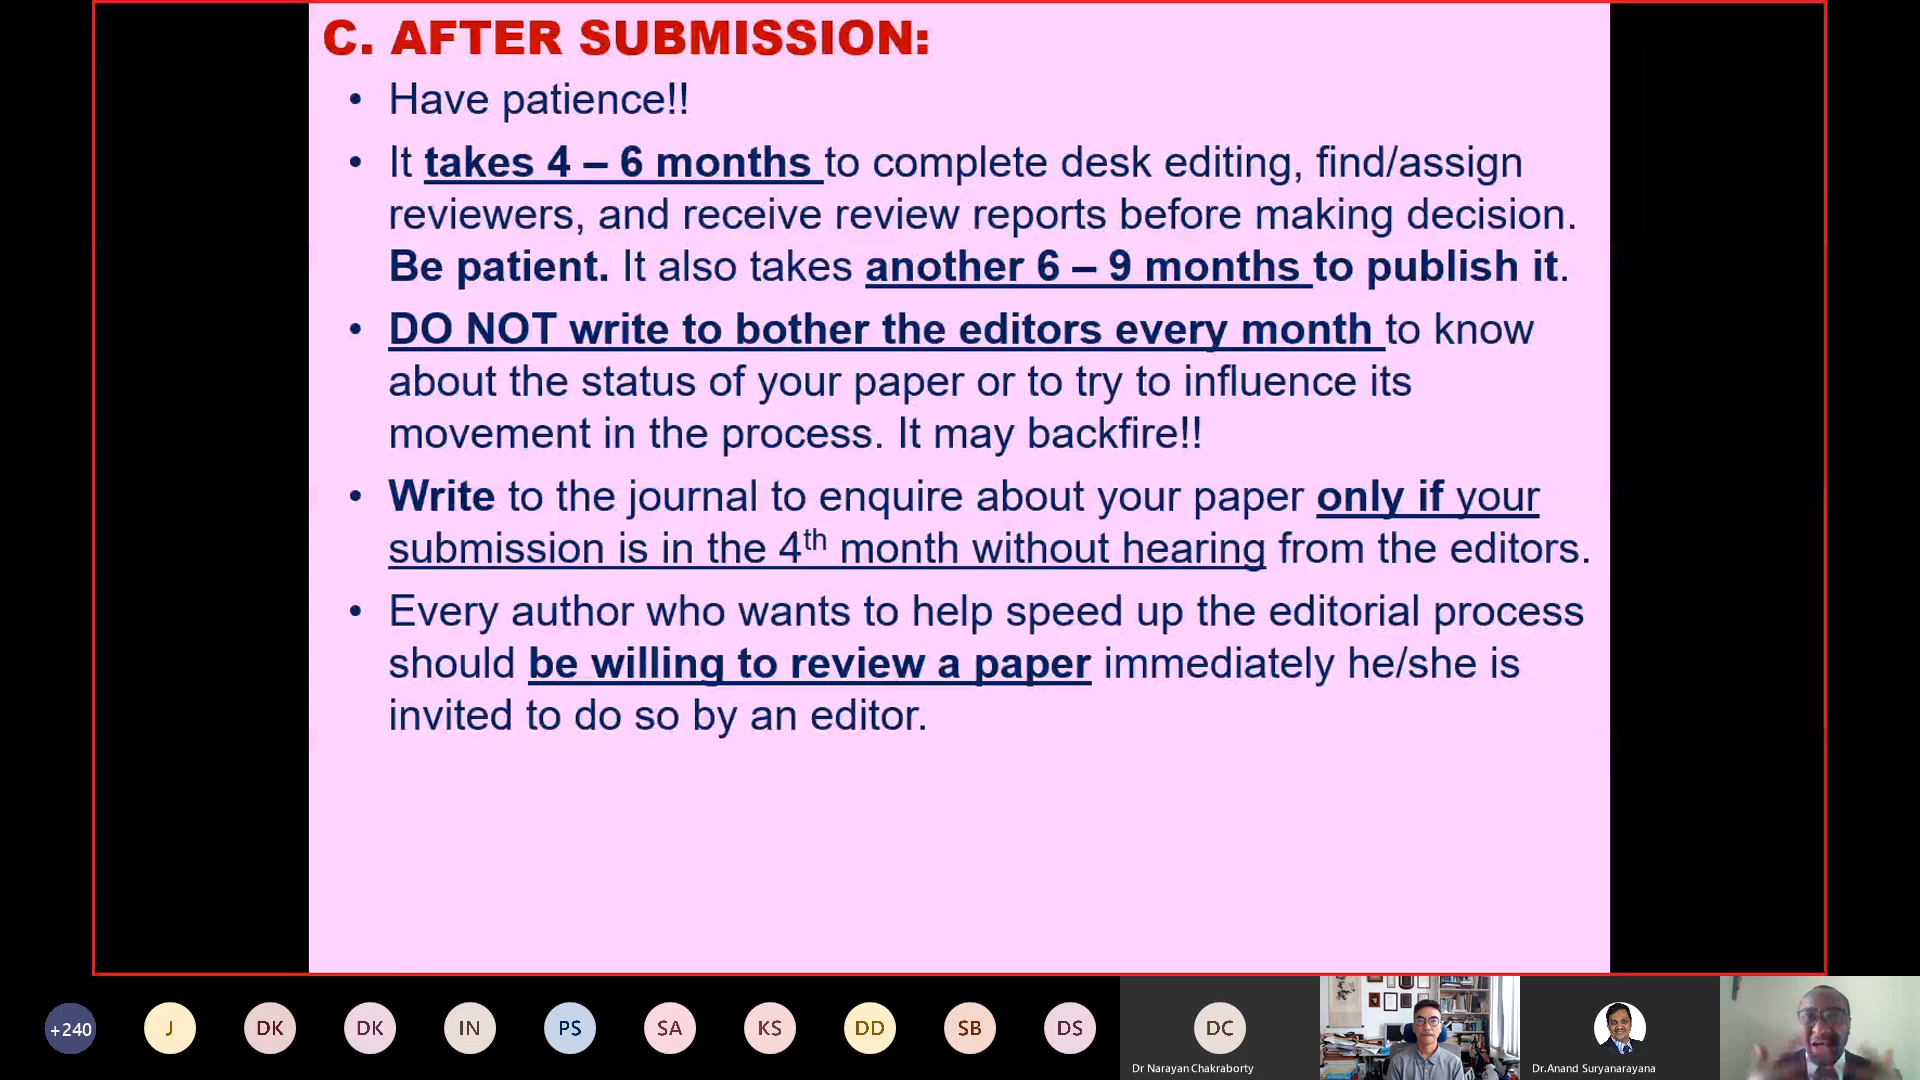 C. AFTER SUBMISSION:
• Have patience!!
• It takes 4 – 6 months to complete desk editing, find/assign
reviewers, and receive review reports before making decision.
Be patient. It also takes another 6 – 9 months to publish it.
• DO NOT write to bother the editors every month to know
about the status of your paper or to try to influence its
movement in the process. It may backfire!!
• Write to the journal to enquire about your paper only if your
submission is in the 4th month without hearing from the editors.
• Every author who wants to help speed up the editorial process
should be willing to review a paper immediately he/she is
invited to do so by an editor.
+240 J DK DK IN PS SA KS DD SB DS DC
Dr Narayan Chakraborty Dr.Anand Suryanarayana